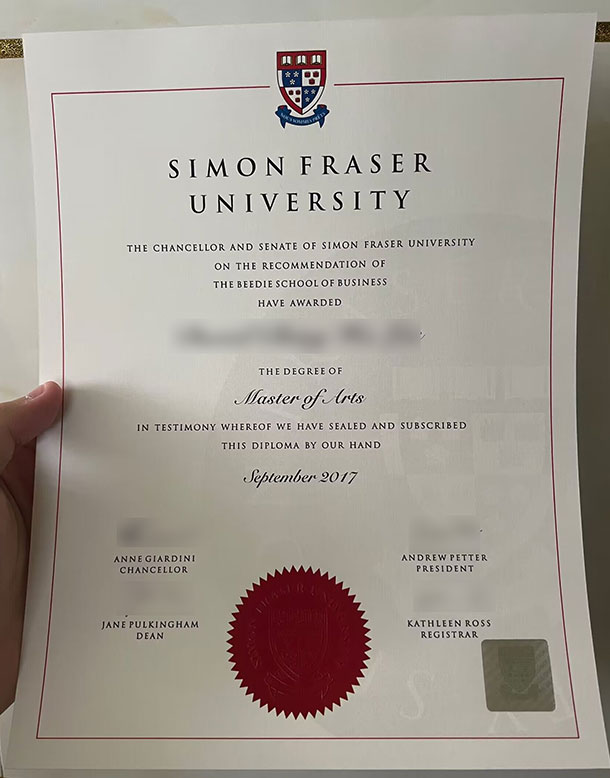 SIMON FRASER
UNIVERSITY
THE CHANCELLOR AND SENATE OF SIMON FRASER UNIVERSITY
ON THE RECOMMENDATION OF
THE BEEDIE SCHOOL OF BUSINESS
HAVE AWARDED
THE DEGREE OF
Master of Arts
IN TESTIMONY WHEREOF WE HAVE SEALED AND SUBSCRIBED
THIS DIPLOMA BY OUR HAND
September 2017
ANNE GIARDINI
CHANCELLOR
ANDREW PETTER
PRESIDENT
JANE PULKINGHAM
DEAN
KATHLEEN ROSS
REGISTRAR